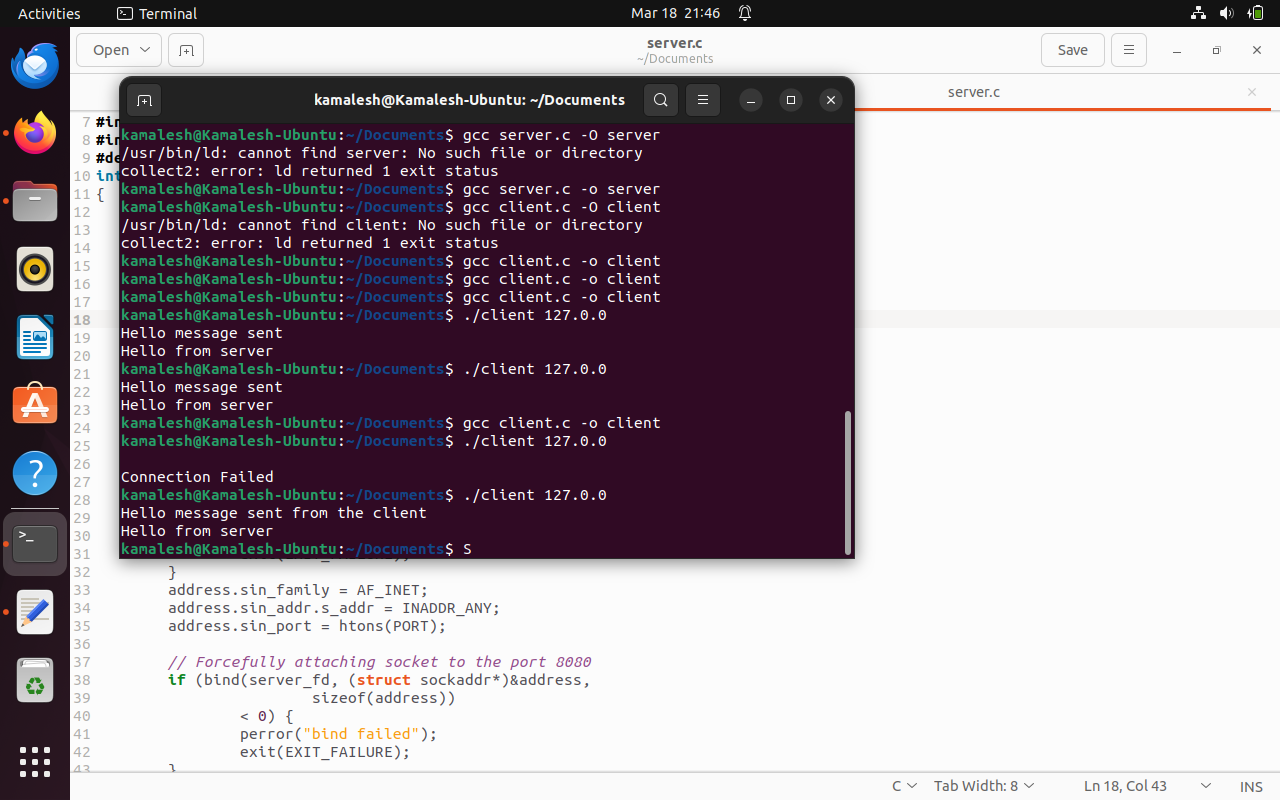 Activities
Terminal
Mar 18 21:46
Open
server.c
~/Documents
Save
server.c
kamalesh@Kamalesh-Ubuntu: ~/Documents
kamalesh@Kamalesh-Ubuntu:~/Documents$ gcc server.c -O server
/usr/bin/ld: cannot find server: No such file or directory
collect2: error: ld returned 1 exit status
kamalesh@Kamalesh-Ubuntu:~/Documents$ gcc server.c -o server
kamalesh@Kamalesh-Ubuntu:~/Documents$ gcc client.c -O client
/usr/bin/ld: cannot find client: No such file or directory
collect2: error: ld returned 1 exit status
kamalesh@Kamalesh-Ubuntu:~/Documents$ gcc client.c -o client
kamalesh@Kamalesh-Ubuntu:~/Documents$ gcc client.c -o client
kamalesh@Kamalesh-Ubuntu:~/Documents$ gcc client.c -o client
kamalesh@Kamalesh-Ubuntu:~/Documents$ ./client 127.0.0
Hello message sent
Hello from server
kamalesh@Kamalesh-Ubuntu:~/Documents$ ./client 127.0.0
Hello message sent
Hello from server
kamalesh@Kamalesh-Ubuntu:~/Documents$ gcc client.c -o client
kamalesh@Kamalesh-Ubuntu:~/Documents$ ./client 127.0.0
Connection Failed
kamalesh@Kamalesh-Ubuntu:~/Documents$ ./client 127.0.0
Hello message sent from the client
Hello from server
kamalesh@Kamalesh-Ubuntu:~/Documents$ S
7 #in
8 #in
9 #de
10 int
11 {
12
13
14
15
16
17
18
19
20
21
22
23
24
25
26
27
28
29
30
31
32 }
33 address.sin_family = AF_INET;
34 address.sin_addr.s_addr = INADDR_ANY;
35 address.sin_port = htons(PORT);
36
37 // Forcefully attaching socket to the port 8080
38 if (bind(server_fd, (struct sockaddr*)&address,
39 sizeof(address))
40 < 0) {
41 perror("bind failed");
42 exit(EXIT_FAILURE);
43 }
C
Tab Width: 8
Ln 18, Col 43
INS